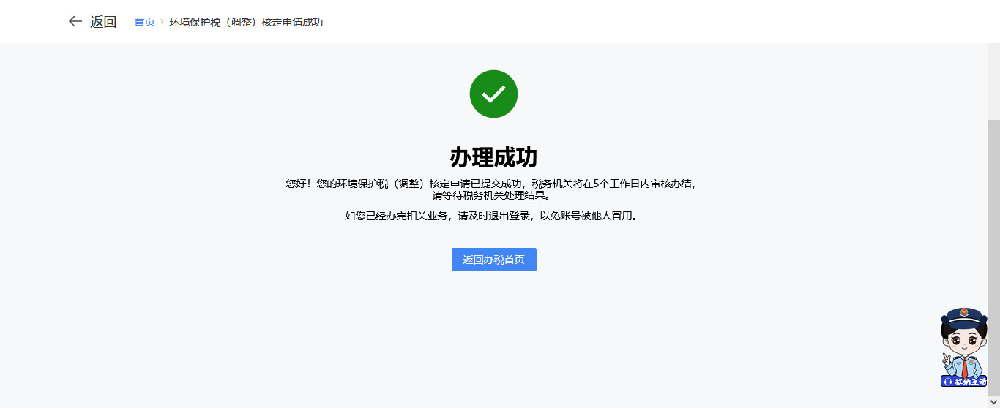 返回 首页 › 环境保护税（调整）核定申请成功
办理成功
您好！您的环境保护税（调整）核定申请已提交成功，税务机关将在5个工作日内审核办结，
请等待税务机关处理结果。
如您已经办完相关业务，请及时退出登录，以免账号被他人冒用。
返回办税首页
征纳互动